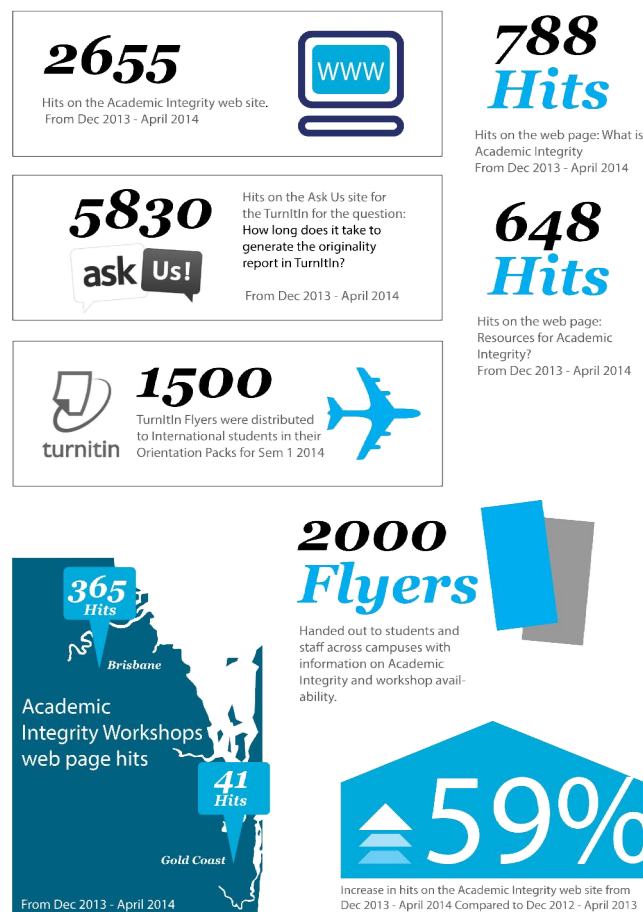 2655
Hits on the Academic Integrity web site.
From Dec 2013 - April 2014
WWW
788
Hits
Hits on the web page: What is
Academic Integrity
From Dec 2013 - April 2014
5830
ask Us!
Hits on the Ask Us site for
the TurnItIn for the question:
How long does it take to
generate the originality
report in TurnItIn?
From Dec 2013 - April 2014
648
Hits
Hits on the web page:
Resources for Academic
Integrity?
From Dec 2013 - April 2014
turnitin
1500
TurnItIn Flyers were distributed
to International students in their
Orientation Packs for Sem 1 2014
2000
Flyers
Handed out to students and
staff across campuses with
information on Academic
Integrity and workshop avail-
ability.
365
Hits
Brisbane
Academic
Integrity Workshops
web page hits
41
Hits
Gold Coast
From Dec 2013 - April 2014
59%
Increase in hits on the Academic Integrity web site from
Dec 2013 - April 2014 Compared to Dec 2012 - April 2013